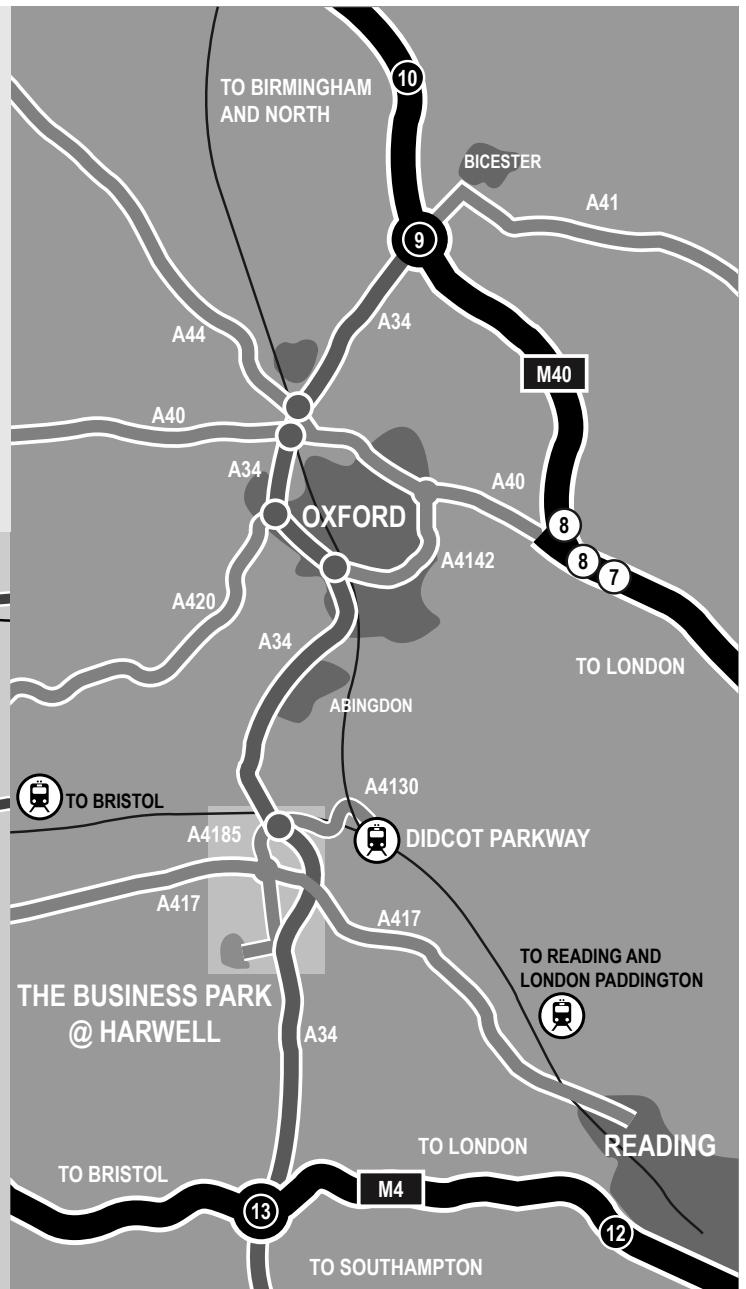 10
TO BIRMINGHAM
AND NORTH
BICESTER
A41
9
A44
A34
M40
A40
A34
A40
OXFORD
8
8
7
A4142
A420
A34
TO LONDON
ABINGDON
A4130
TO BRISTOL
A4185
DIDCOT PARKWAY
A417
A417
TO READING AND
LONDON PADDINGTON
THE BUSINESS PARK
@ HARWELL
A34
READING
TO LONDON
TO BRISTOL
M4
13
12
TO SOUTHAMPTON